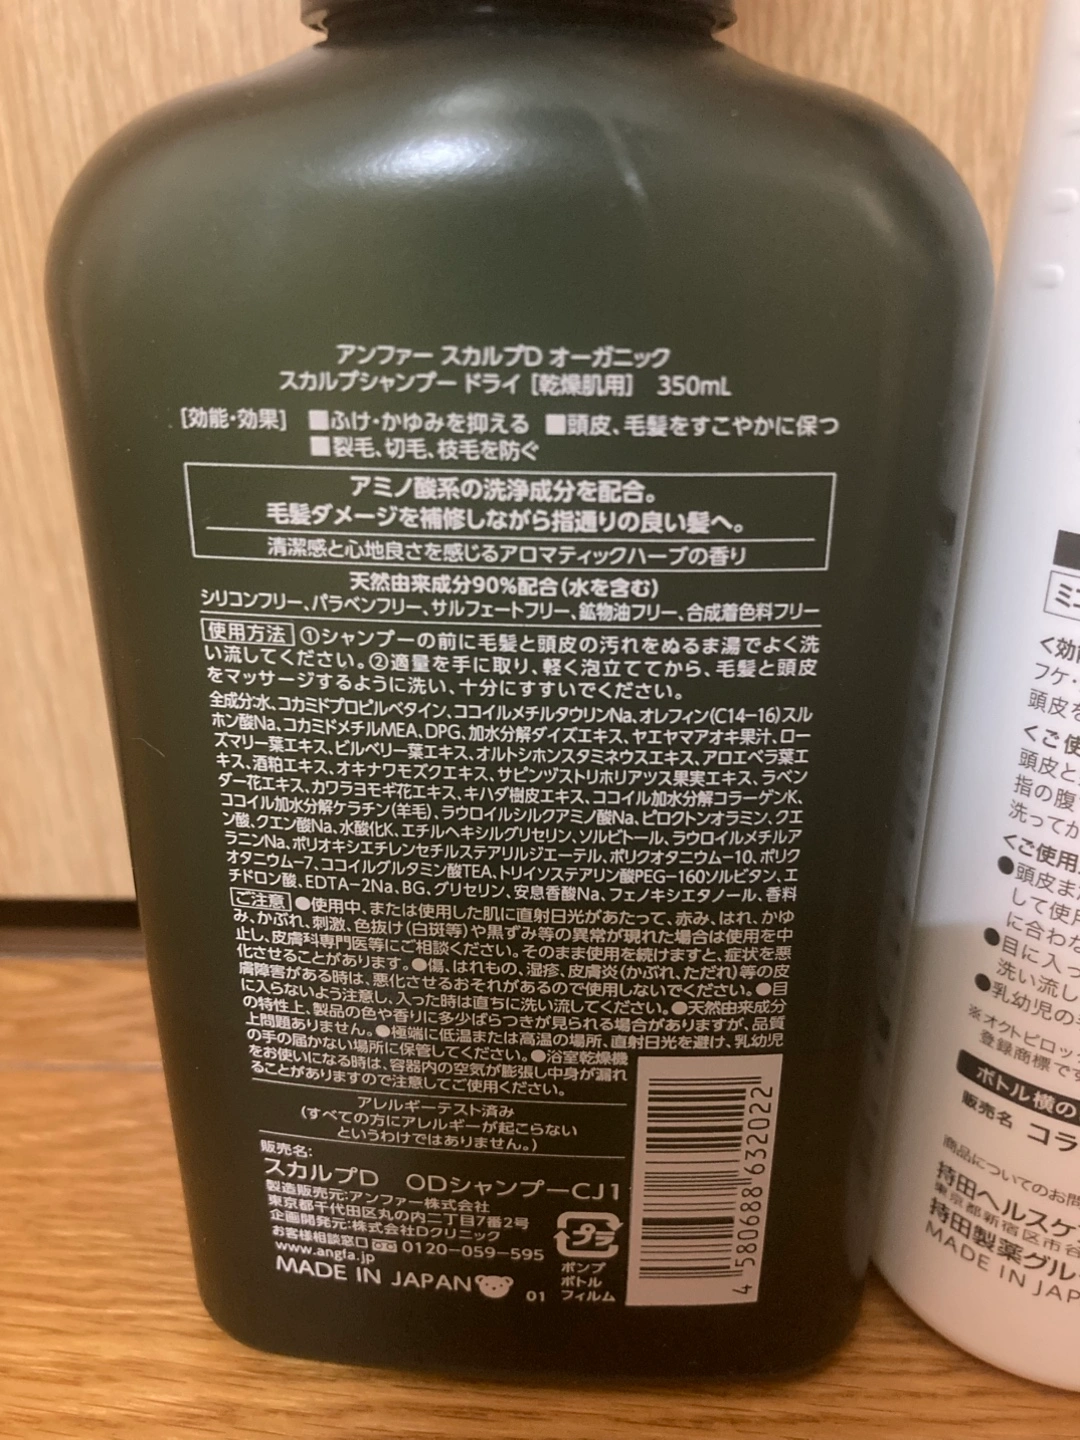 アンファー スカルプD オーガニック
スカルプシャンプー ドライ [乾燥肌用] 350mL
[効能・効果] ■ふけ・かゆみを抑える ■頭皮、毛髪をすこやかに保つ
■裂毛、切毛、枝毛を防ぐ
アミノ酸系の洗浄成分を配合。
毛髪ダメージを補修しながら指通りの良い髪へ。
清潔感と心地良さを感じるアロマティックハーブの香り
天然由来成分90%配合(水を含む)
シリコンフリー、パラベンフリー、サルフェートフリー、鉱物油フリー、合成着色料フリー
使用方法 ①シャンプーの前に毛髪と頭皮の汚れをぬるま湯でよく洗
い流してください。②適量を手に取り、軽く泡立ててから、毛髪と頭皮
をマッサージするように洗い、十分にすすいでください。
全成分:水、コカミドプロピルベタイン、ココイルメチルタウリンNa、オレフィン(C14-16)スル
ホン酸Na、コカミドメチルMEA、DPG、加水分解ダイズエキス、ヤエヤマアオキ果汁、ロー
ズマリー葉エキス、ビルベリー葉エキス、オルトシホンスタミネウスエキス、アロエベラ葉エ
キス、酒粕エキス、オキナワモズクエキス、サピンヅストリホリアツス果実エキス、ラベン
ダー花エキス、カワラヨモギ花エキス、キハダ樹皮エキス、ココイル加水分解コラーゲンK、
ココイル加水分解ケラチン(羊毛)、ラウロイルシルクアミノ酸Na、ピロクトンオラミン、クエ
ン酸、クエン酸Na、水酸化K、エチルヘキシルグリセリン、ソルビトール、ラウロイルメチルア
ラニンNa、ポリオキシエチレンセチルステアリルジエーテル、ポリクオタニウム-10、ポリク
オタニウム-7、ココイルグルタミン酸TEA、トリイソステアリン酸PEG-160ソルビタン、エ
チドロン酸、EDTA-2Na、BG、グリセリン、安息香酸Na、フェノキシエタノール、香料
ご注意 ●使用中、または使用した肌に直射日光があたって、赤み、はれ、かゆ
み、かぶれ、刺激、色抜け(白斑等)や黒ずみ等の異常が現れた場合は使用を中
止し、皮膚科専門医等にご相談ください。そのまま使用を続けますと、症状を悪
化させることがあります。●傷、はれもの、湿疹、皮膚炎(かぶれ、ただれ)等の皮
膚障害がある時は、悪化させるおそれがあるので使用しないでください。●目
に入らないよう注意し、入った時は直ちに洗い流してください。●天然由来成分
の特性上、製品の色や香りに多少ばらつきが見られる場合がありますが、品質
上問題ありません。●極端に低温または高温の場所、直射日光を避け、乳幼児
の手の届かない場所に保管してください。●浴室乾燥機
をお使いになる時は、容器内の空気が膨張し中身が漏れ
ることがありますので注意してご使用ください。
アレルギーテスト済み
(すべての方にアレルギーが起こらない
というわけではありません。)
販売名:
スカルプD ODシャンプーCJ1
製造販売元:アンファー株式会社
東京都千代田区丸の内二丁目7番2号
企画開発元:株式会社Dクリニック
お客様相談窓口 0120-059-595
www.angfa.jp
MADE IN JAPAN
01
プラ
ポンプ
ボトル
フィルム
4 580688 632022
ミコ
<効能
フケ・
頭皮を
<ご使
頭皮と
指の腹
洗ってか
<ご使用
●頭皮また
して使用
に合わな
●目に入っ
洗い流し
●乳幼児の手
※オクトピロッ
登録商標です
ボトル横の
販売名 コラ
商品についてのお問
持田ヘルスケ
東京都新宿区市谷
持田製薬グル
MADE IN JAP